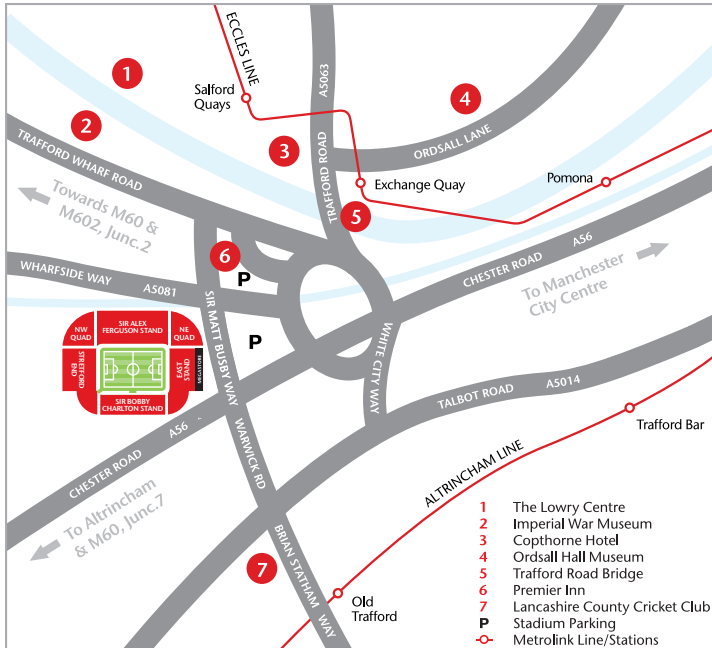 ECCLES LINE
A5063
1
Salford
Quays
4
2
3
ORDSALL LANE
TRAFFORD WHARF ROAD
TRAFFORD ROAD
Exchange Quay
Pomona
Towards M60 &
M602, Junc.2
5
6
CHESTER ROAD A56
WHARFSIDE WAY A5081
P
To Manchester
City Centre
NW
QUAD
SIR ALEX
FERGUSON STAND
NE
QUAD
STRETFORD
END
EAST
STAND
MEGASTORE
SIR BOBBY
CHARLTON STAND
P
SIR MATT BUSBY WAY
WHITE CITY WAY
TALBOT ROAD A5014
CHESTER ROAD A56
WARWICK RD
Trafford Bar
ALTRINCHAM LINE
To Altrincham
& M60, Junc.7
7
BRIAN STATHAM WAY
Old
Trafford
1 The Lowry Centre
2 Imperial War Museum
3 Copthorne Hotel
4 Ordsall Hall Museum
5 Trafford Road Bridge
6 Premier Inn
7 Lancashire County Cricket Club
P Stadium Parking
Metrolink Line/Stations